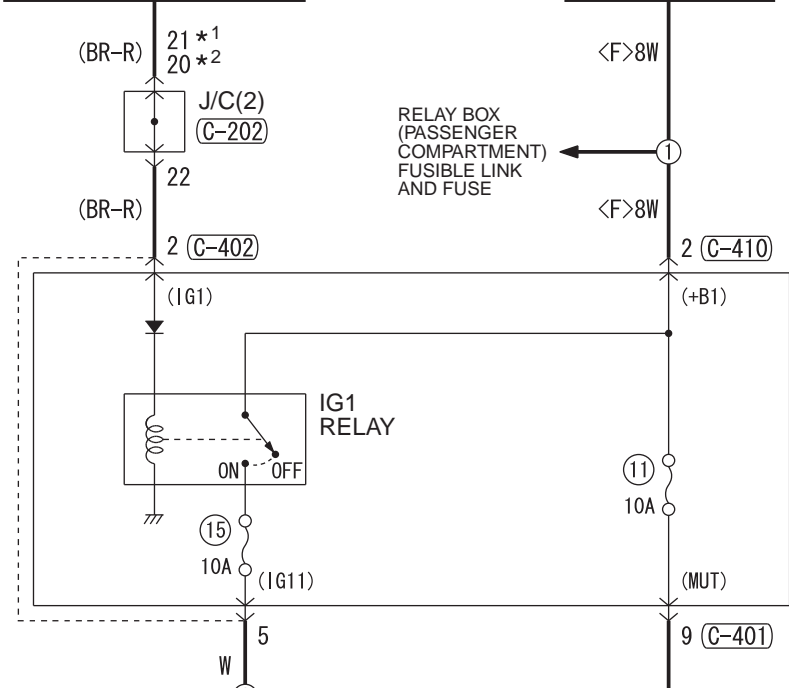 (BR-R)
21 *1
20 *2
<F>8W
J/C(2)
C-202
RELAY BOX
(PASSENGER
COMPARTMENT)
FUSIBLE LINK
AND FUSE
1
22
(BR-R)
<F>8W
2 C-402
2 C-410
(IG1)
(+B1)
IG1
RELAY
ON OFF
11
10A
15
10A
(IG11)
(MUT)
5
9 C-401
W